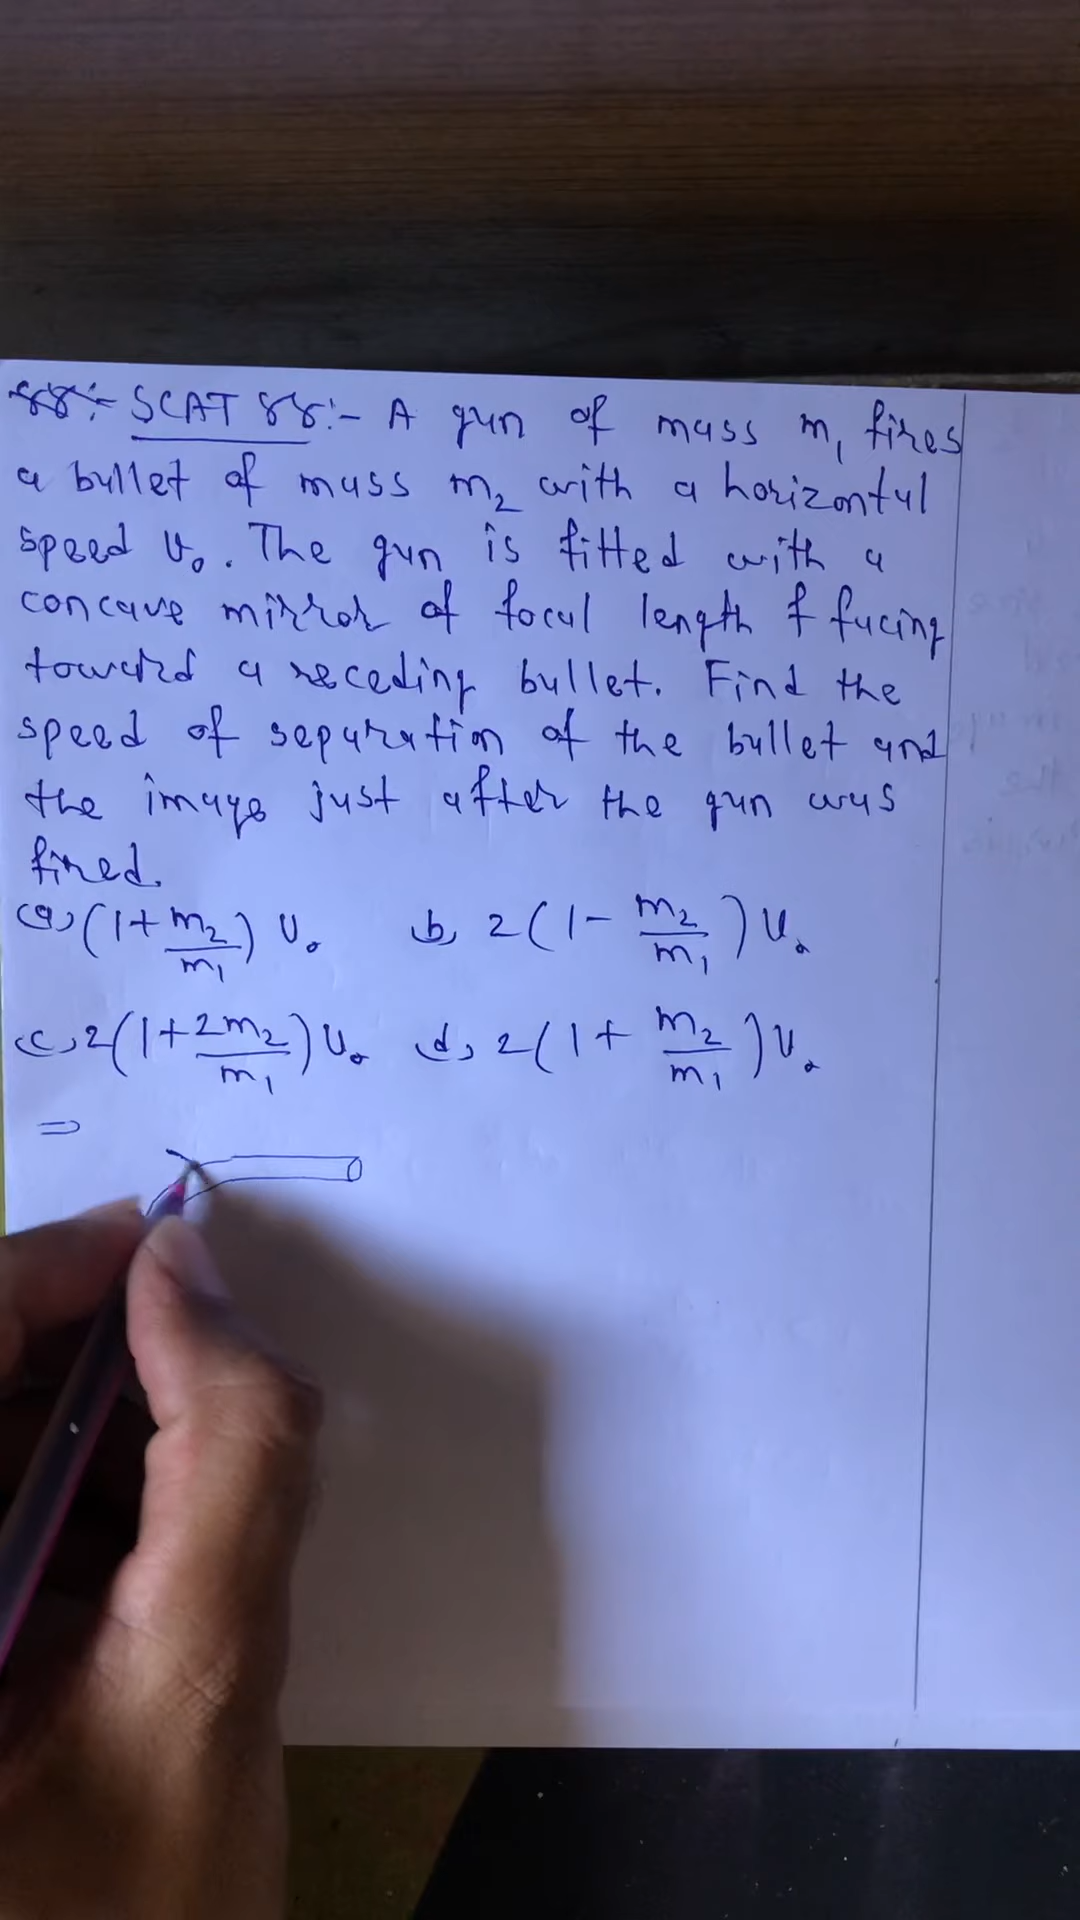 SCAT 88:- A gun of mass m₁ fires
a bullet of mass m₂ with a horizontal
speed v₀. The gun is fitted with a
concave mirror of focal length f facing
toward a receding bullet. Find the
speed of separation of the bullet and
the image just after the gun was
fired.
(a) (1+m₂/m₁) v₀ b) 2(1-m₂/m₁) v₀
(c) 2(1+2m₂/m₁) v₀ d) 2(1+m₂/m₁) v₀
⇒